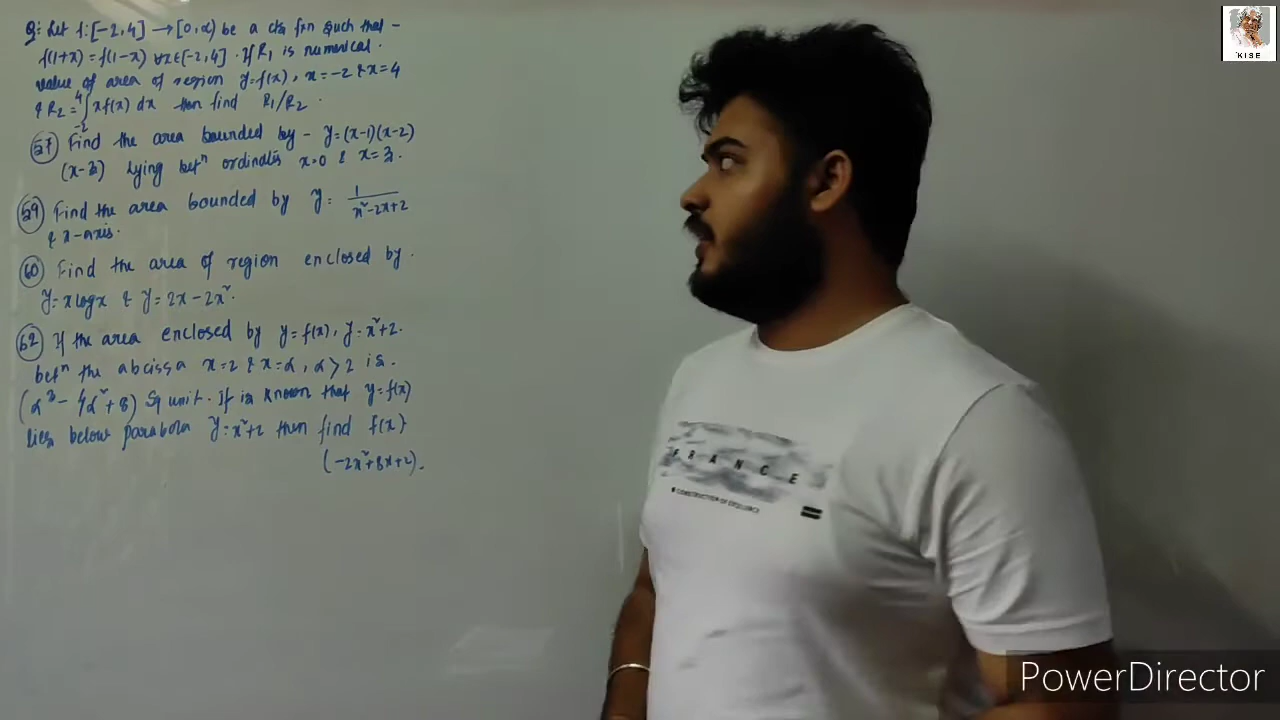 Q: Let f: [-2,4] → [0,∝) be a cts fxn such that -
f(1+x) = f(1-x) ∀x∈[-2,4]. If R₁ is numerical.
value of area of region y=f(x), x=-2 & x=4
& R₂ = ∫₋₂⁴ xf(x) dx then find R₁/R₂.
57 Find the area bounded by - y=(x-1)(x-2)
(x-3) lying betⁿ ordinates x=0 & x=3.
59 Find the area bounded by y= 1/(x²-2x+2)
& x-axis.
60 Find the area of region enclosed by.
y=xlogx & y=2x-2x².
62 If the area enclosed by y=f(x), y=x²+2.
betⁿ the abcissa x=2 & x=α, α>2 is.
(α³-4α²+8) sq unit. If is known that y=f(x)
lies below parabola y=x²+2 then find f(x)
(-2x²+8x+2).
KISE
FRANCE
CONSTRUCTION OF EXCELLENCE
PowerDirector